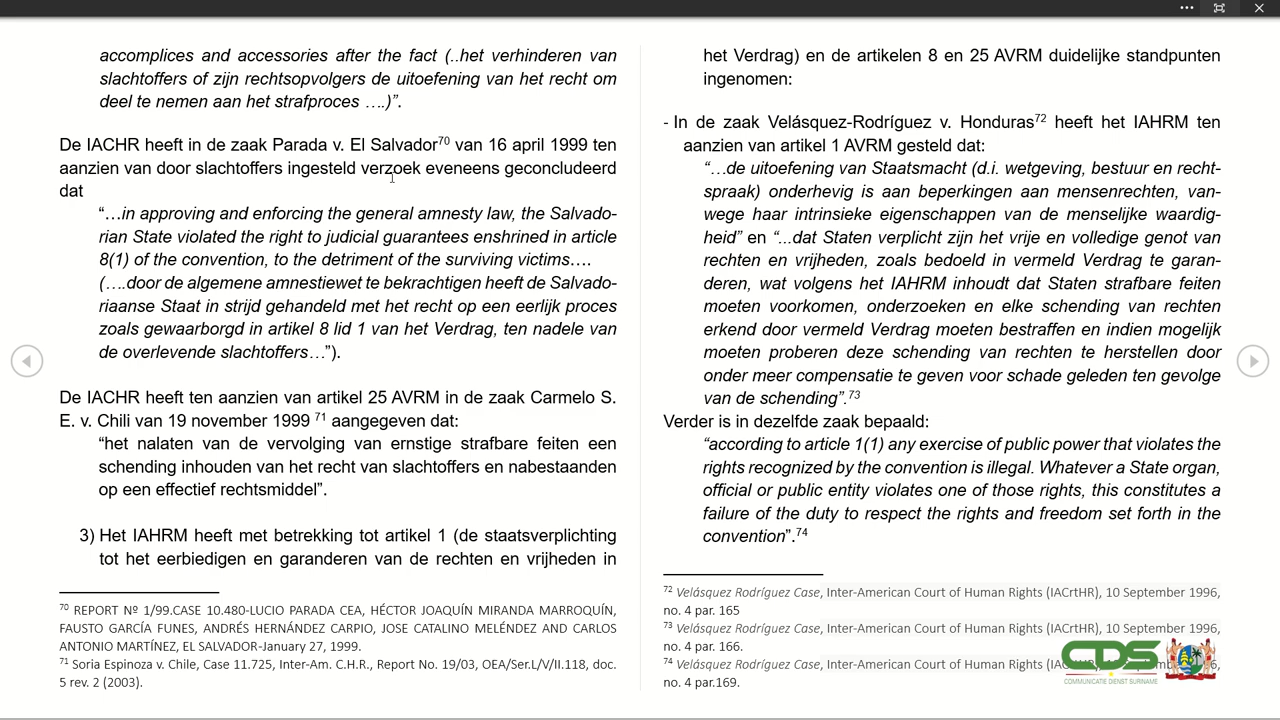 accomplices and accessories after the fact (..het verhinderen van
slachtoffers of zijn rechtsopvolgers de uitoefening van het recht om
deel te nemen aan het strafproces ….)”.
De IACHR heeft in de zaak Parada v. El Salvador70 van 16 april 1999 ten
aanzien van door slachtoffers ingesteld verzoek eveneens geconcludeerd
dat
“…in approving and enforcing the general amnesty law, the Salvado-
rian State violated the right to judicial guarantees enshrined in article
8(1) of the convention, to the detriment of the surviving victims….
(….door de algemene amnestiewet te bekrachtigen heeft de Salvado-
riaanse Staat in strijd gehandeld met het recht op een eerlijk proces
zoals gewaarborgd in artikel 8 lid 1 van het Verdrag, ten nadele van
de overlevende slachtoffers…”).
De IACHR heeft ten aanzien van artikel 25 AVRM in de zaak Carmelo S.
E. v. Chili van 19 november 1999 71 aangegeven dat:
“het nalaten van de vervolging van ernstige strafbare feiten een
schending inhouden van het recht van slachtoffers en nabestaanden
op een effectief rechtsmiddel”.
3) Het IAHRM heeft met betrekking tot artikel 1 (de staatsverplichting
tot het eerbiedigen en garanderen van de rechten en vrijheden in
70 REPORT Nº 1/99.CASE 10.480-LUCIO PARADA CEA, HÉCTOR JOAQUÍN MIRANDA MARROQUÍN,
FAUSTO GARCÍA FUNES, ANDRÉS HERNÁNDEZ CARPIO, JOSE CATALINO MELÉNDEZ AND CARLOS
ANTONIO MARTÍNEZ, EL SALVADOR-January 27, 1999.
71 Soria Espinoza v. Chile, Case 11.725, Inter-Am. C.H.R., Report No. 19/03, OEA/Ser.L/V/II.118, doc.
5 rev. 2 (2003).
het Verdrag) en de artikelen 8 en 25 AVRM duidelijke standpunten
ingenomen:
- In de zaak Velásquez-Rodríguez v. Honduras72 heeft het IAHRM ten
aanzien van artikel 1 AVRM gesteld dat:
“…de uitoefening van Staatsmacht (d.i. wetgeving, bestuur en recht-
spraak) onderhevig is aan beperkingen aan mensenrechten, van-
wege haar intrinsieke eigenschappen van de menselijke waardig-
heid” en “...dat Staten verplicht zijn het vrije en volledige genot van
rechten en vrijheden, zoals bedoeld in vermeld Verdrag te garan-
deren, wat volgens het IAHRM inhoudt dat Staten strafbare feiten
moeten voorkomen, onderzoeken en elke schending van rechten
erkend door vermeld Verdrag moeten bestraffen en indien mogelijk
moeten proberen deze schending van rechten te herstellen door
onder meer compensatie te geven voor schade geleden ten gevolge
van de schending”.73
Verder is in dezelfde zaak bepaald:
“according to article 1(1) any exercise of public power that violates the
rights recognized by the convention is illegal. Whatever a State organ,
official or public entity violates one of those rights, this constitutes a
failure of the duty to respect the rights and freedom set forth in the
convention”.74
72 Velásquez Rodríguez Case, Inter-American Court of Human Rights (IACrtHR), 10 September 1996,
no. 4 par. 165
73 Velásquez Rodríguez Case, Inter-American Court of Human Rights (IACrtHR), 10 September 1996,
no. 4 par. 166.
74 Velásquez Rodríguez Case, Inter-American Court of Human Rights
no. 4 par.169.
CDS
COMMUNICATIE DIENST SURINAME